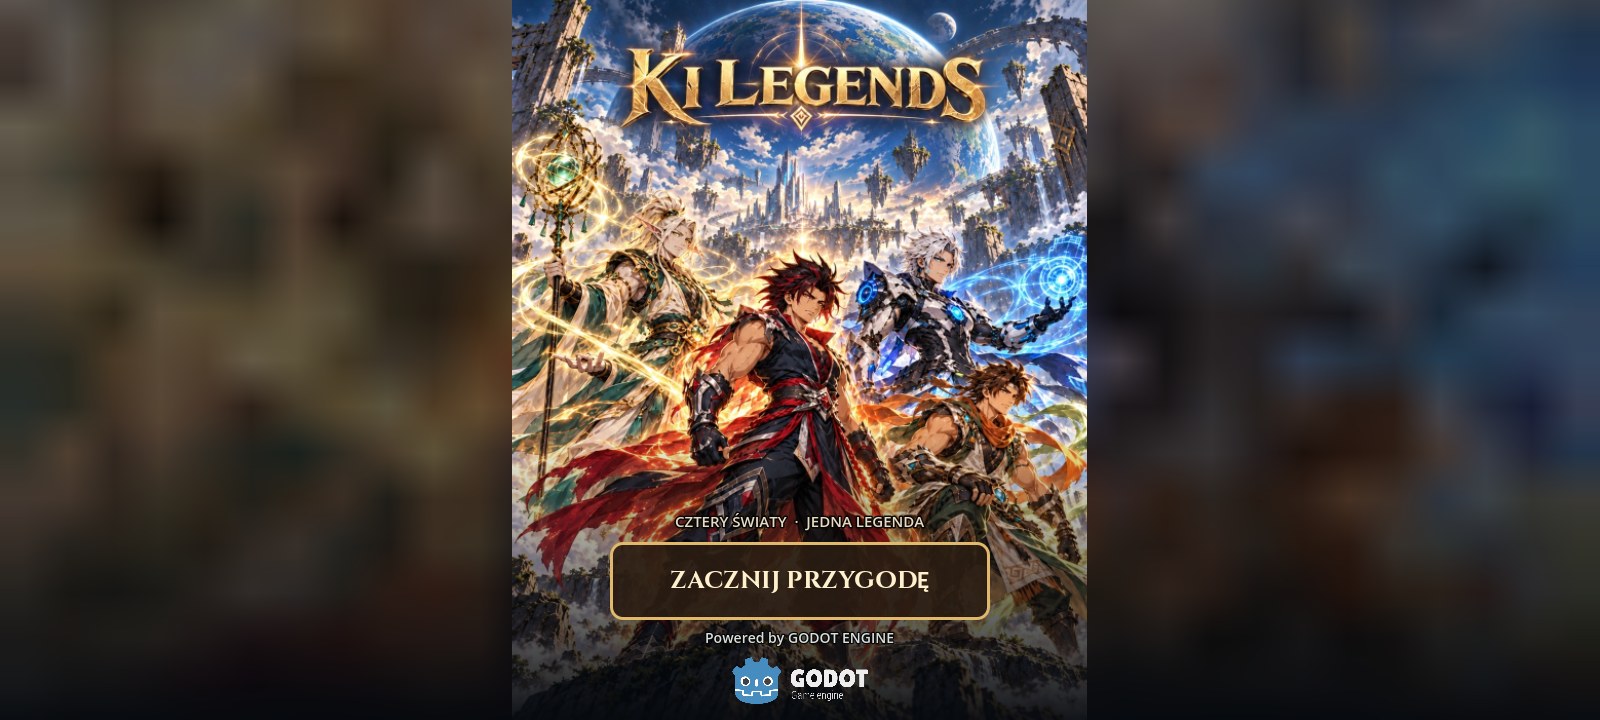 KI LEGENDS
CZTERY ŚWIATY · JEDNA LEGENDA
ZACZNIJ PRZYGODĘ
Powered by GODOT ENGINE
GODOT
Game engine